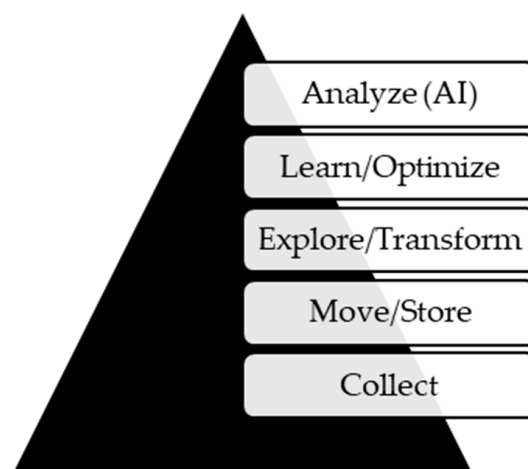 Analyze (AI)
Learn/Optimize
Explore/Transform
Move/Store
Collect